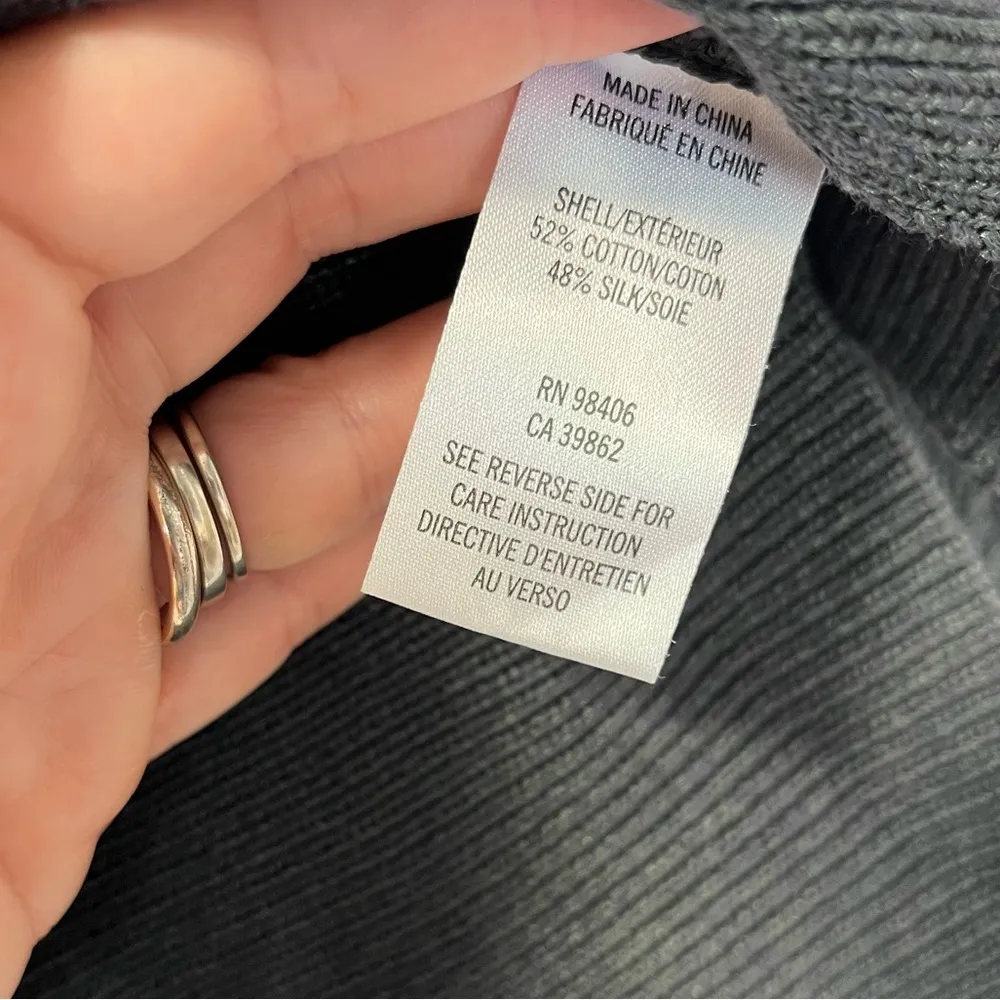 MADE IN CHINA
FABRIQUÉ EN CHINE
SHELL/EXTÉRIEUR
52% COTTON/COTON
48% SILK/SOIE
RN 98406
CA 39862
SEE REVERSE SIDE FOR
CARE INSTRUCTION
DIRECTIVE D'ENTRETIEN
AU VERSO